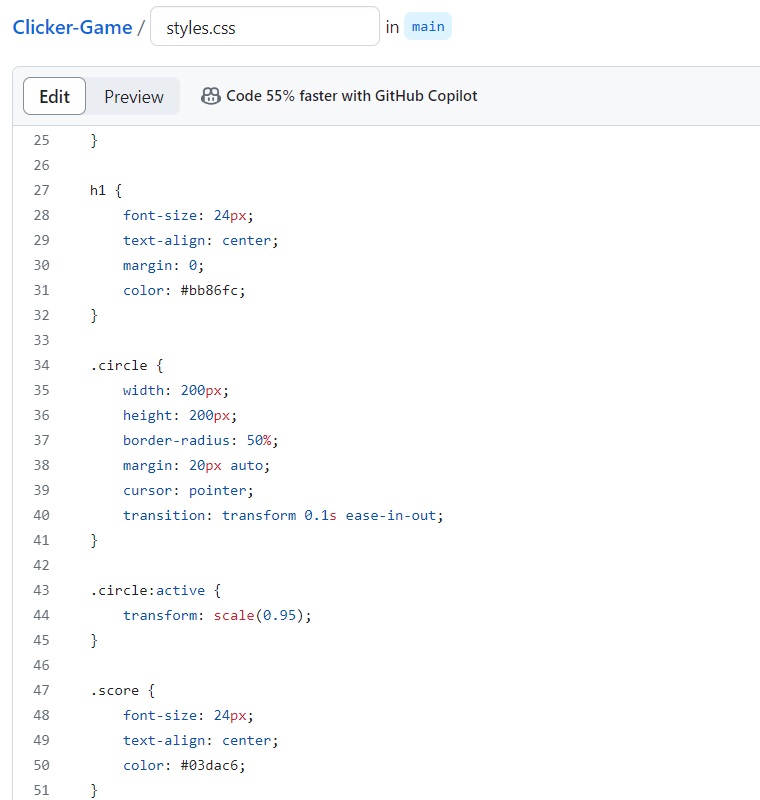 Clicker-Game / styles.css in main
Edit Preview Code 55% faster with GitHub Copilot
25 }
26
27 h1 {
28     font-size: 24px;
29     text-align: center;
30     margin: 0;
31     color: #bb86fc;
32 }
33
34 .circle {
35     width: 200px;
36     height: 200px;
37     border-radius: 50%;
38     margin: 20px auto;
39     cursor: pointer;
40     transition: transform 0.1s ease-in-out;
41 }
42
43 .circle:active {
44     transform: scale(0.95);
45 }
46
47 .score {
48     font-size: 24px;
49     text-align: center;
50     color: #03dac6;
51 }